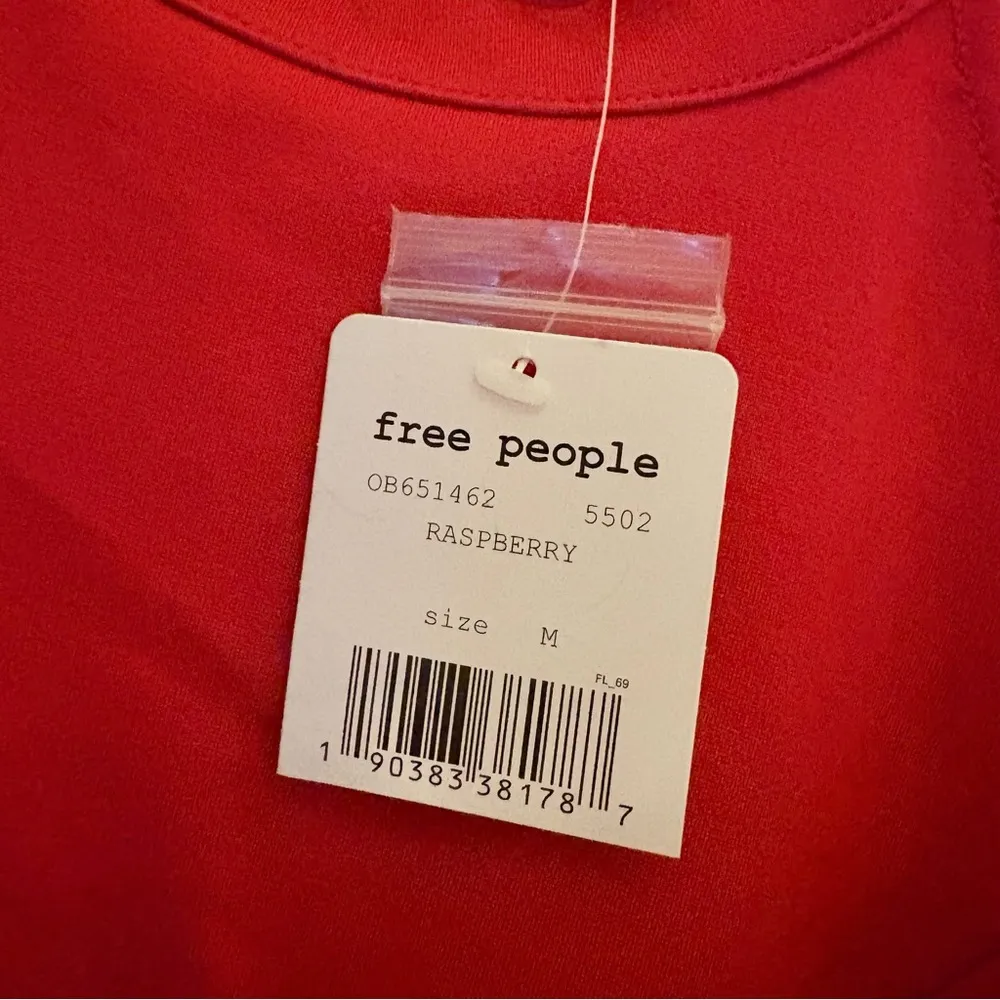 free people
OB651462 5502
RASPBERRY
size M
FL_69
1 90383 38178 7